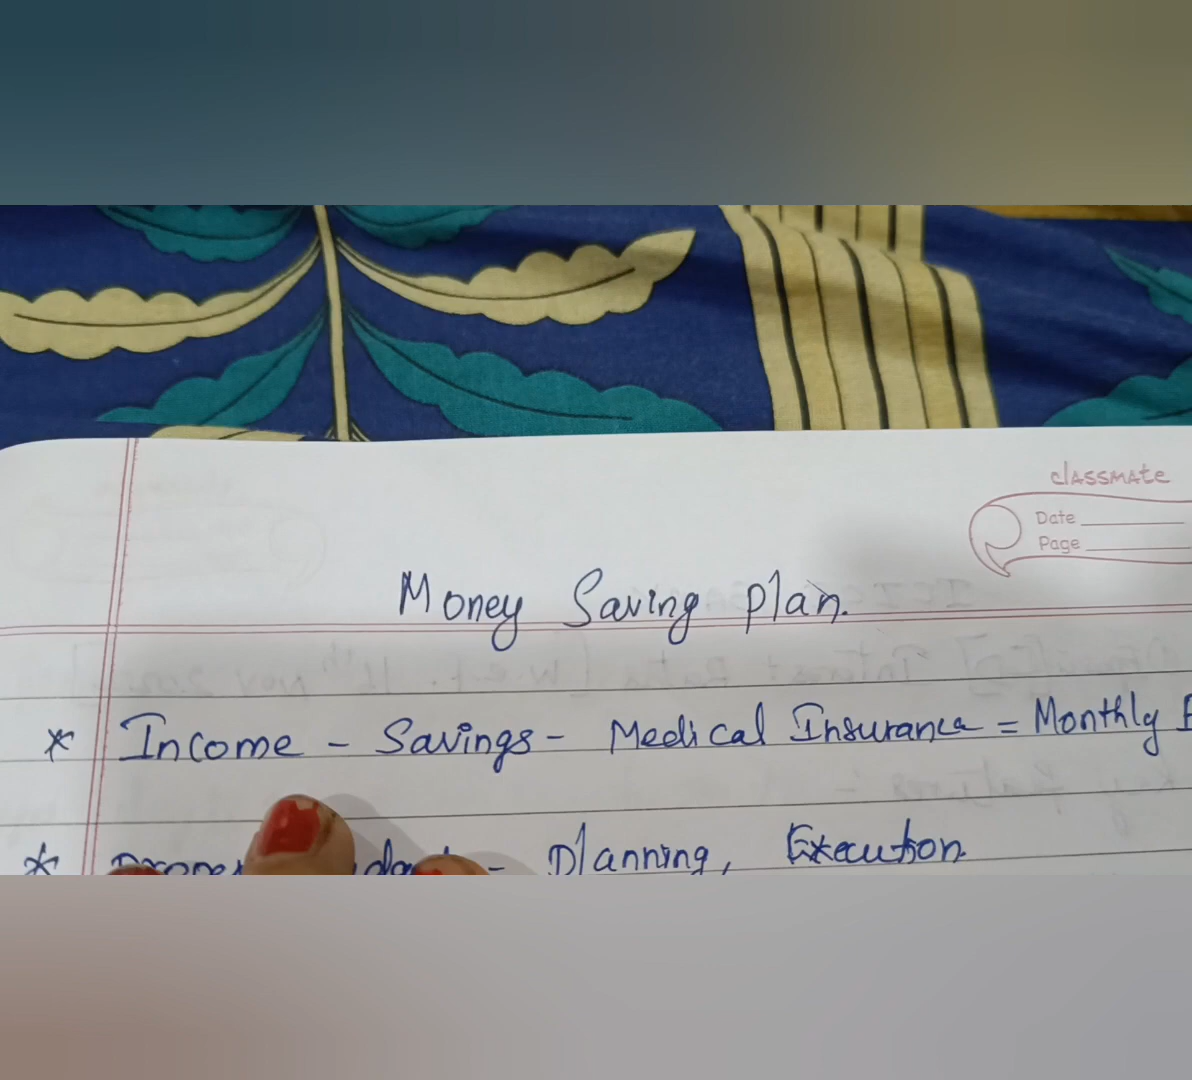 classmate
Date
Page
Money Saving plan.
* Income - Savings - Medical Insurance = Monthly
* - Planning, Execution